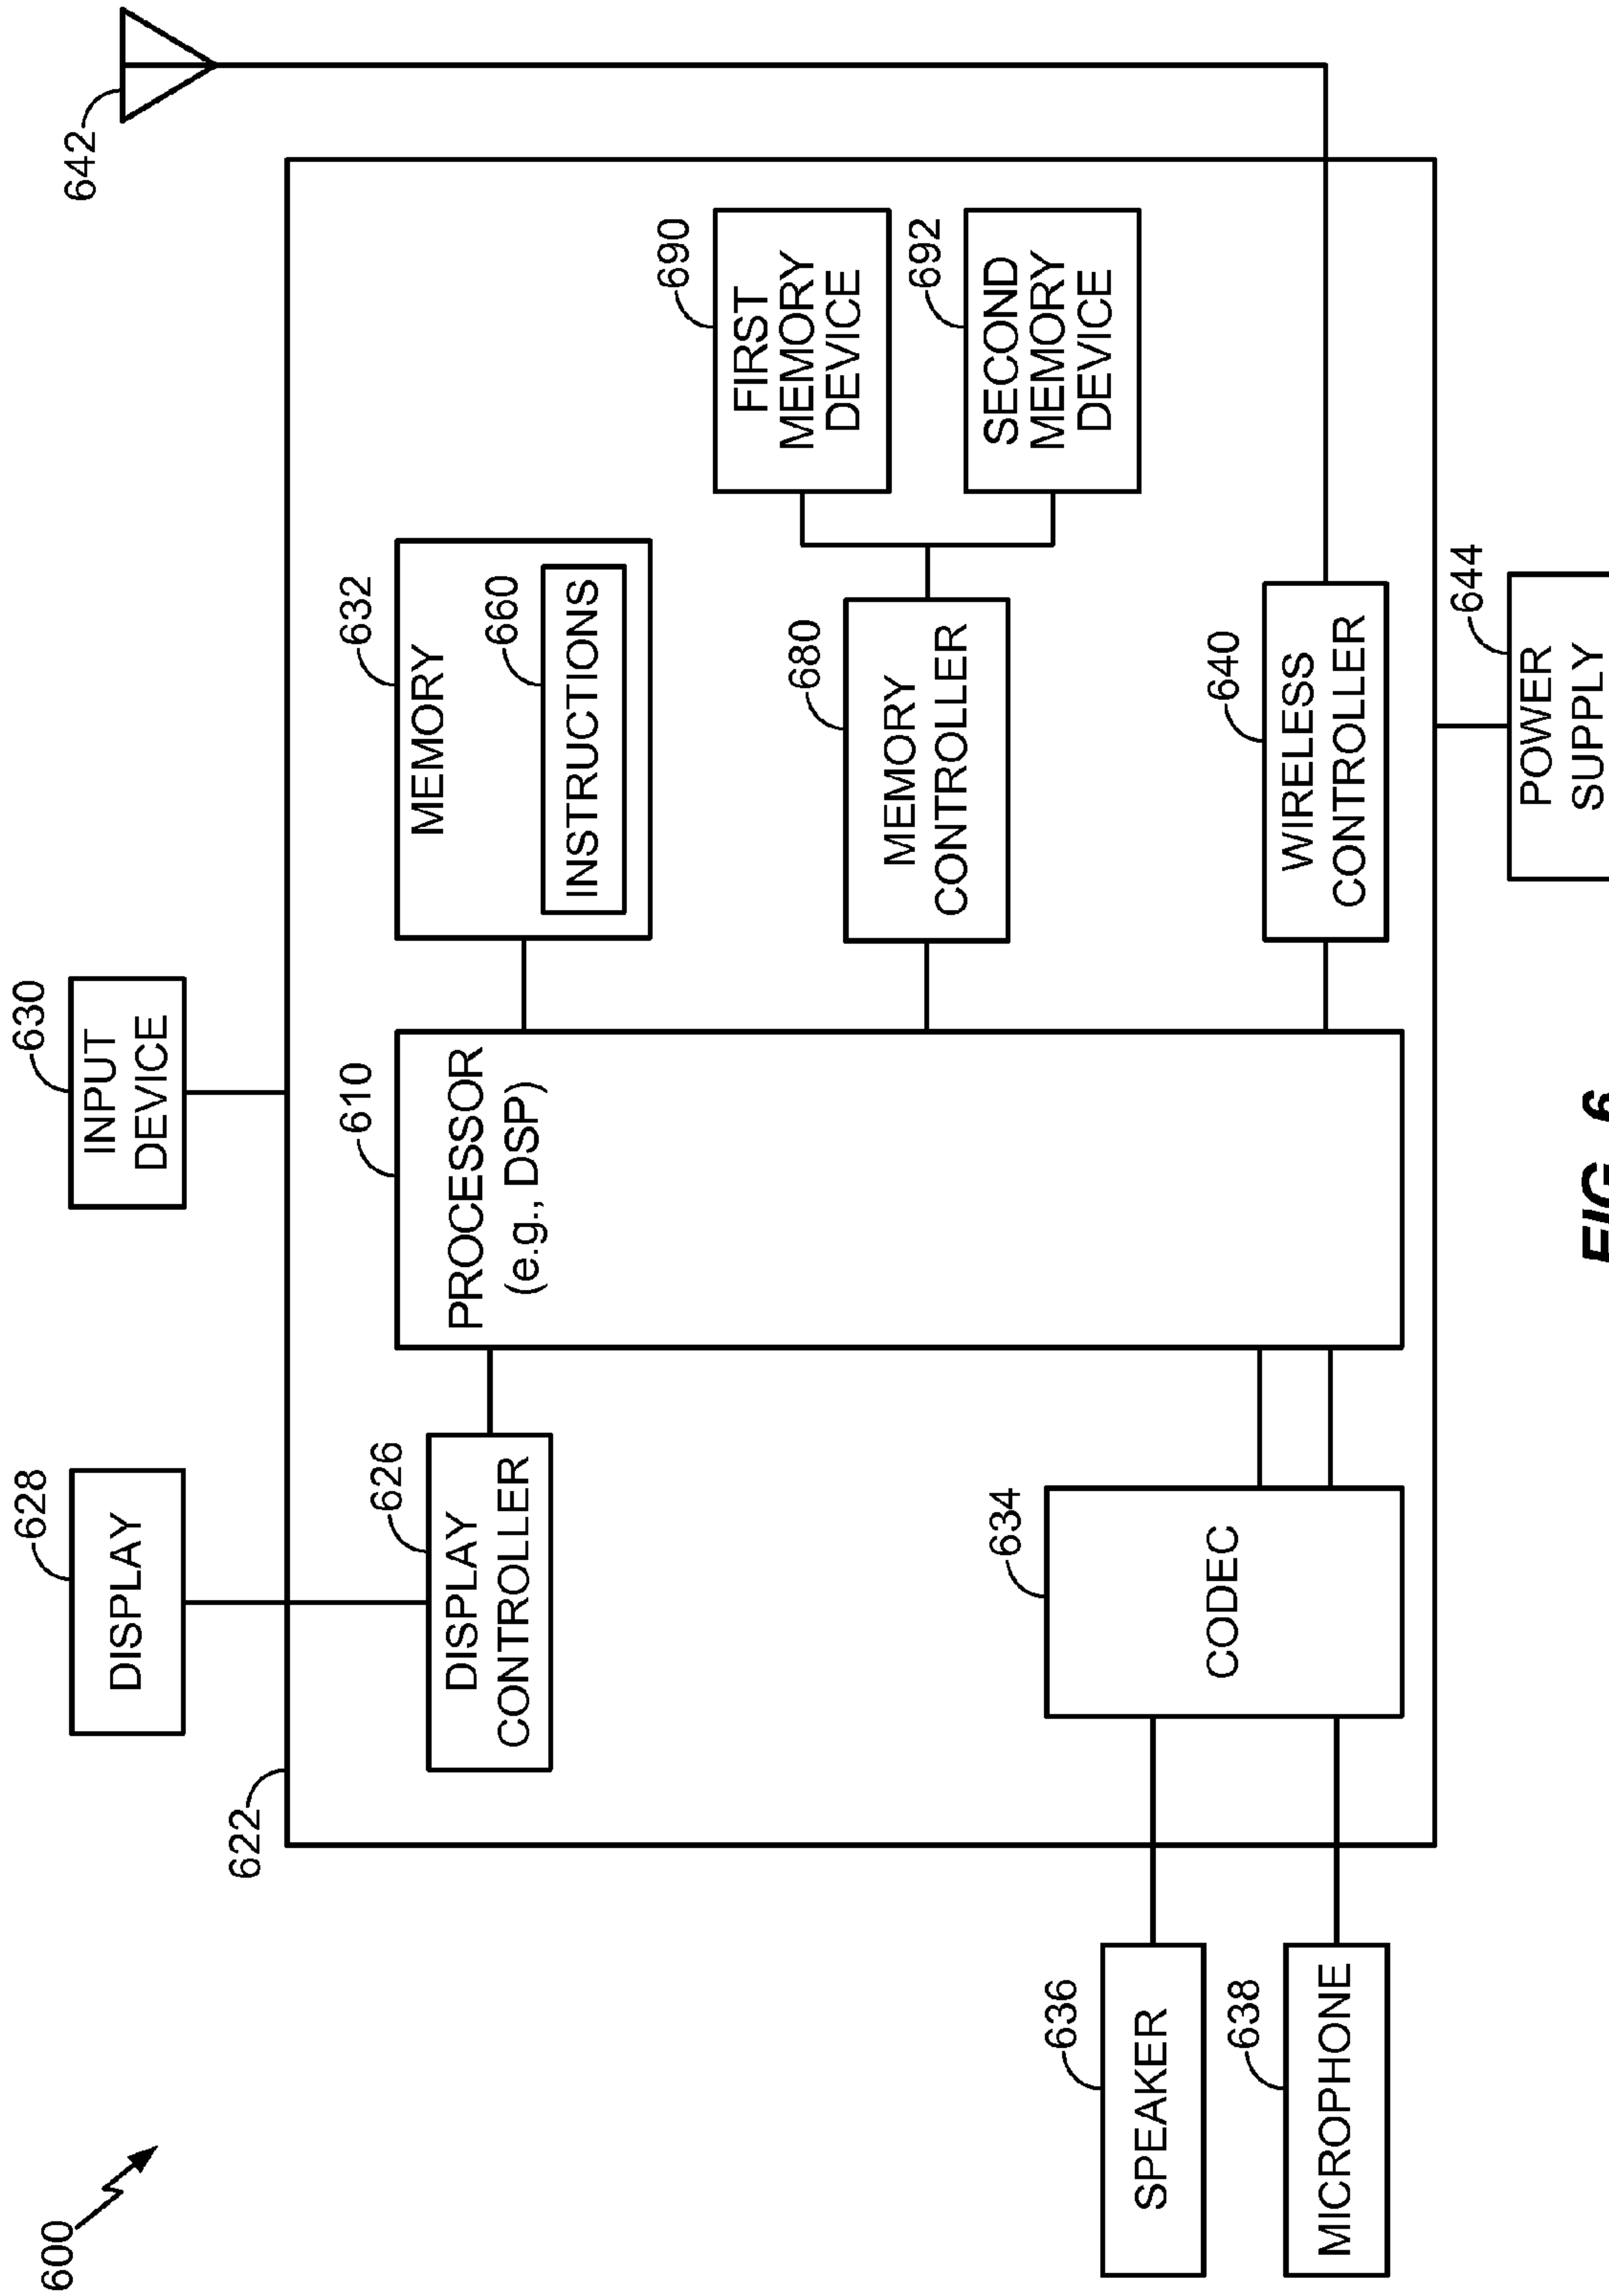 600
628
DISPLAY
630
INPUT
DEVICE
642
622
626
DISPLAY
CONTROLLER
610
PROCESSOR
(e.g., DSP)
632
MEMORY
660
INSTRUCTIONS
690
FIRST
MEMORY
DEVICE
680
MEMORY
CONTROLLER
692
SECOND
MEMORY
DEVICE
636
SPEAKER
634
CODEC
638
MICROPHONE
640
WIRELESS
CONTROLLER
644
POWER
SUPPLY
FIG. 6